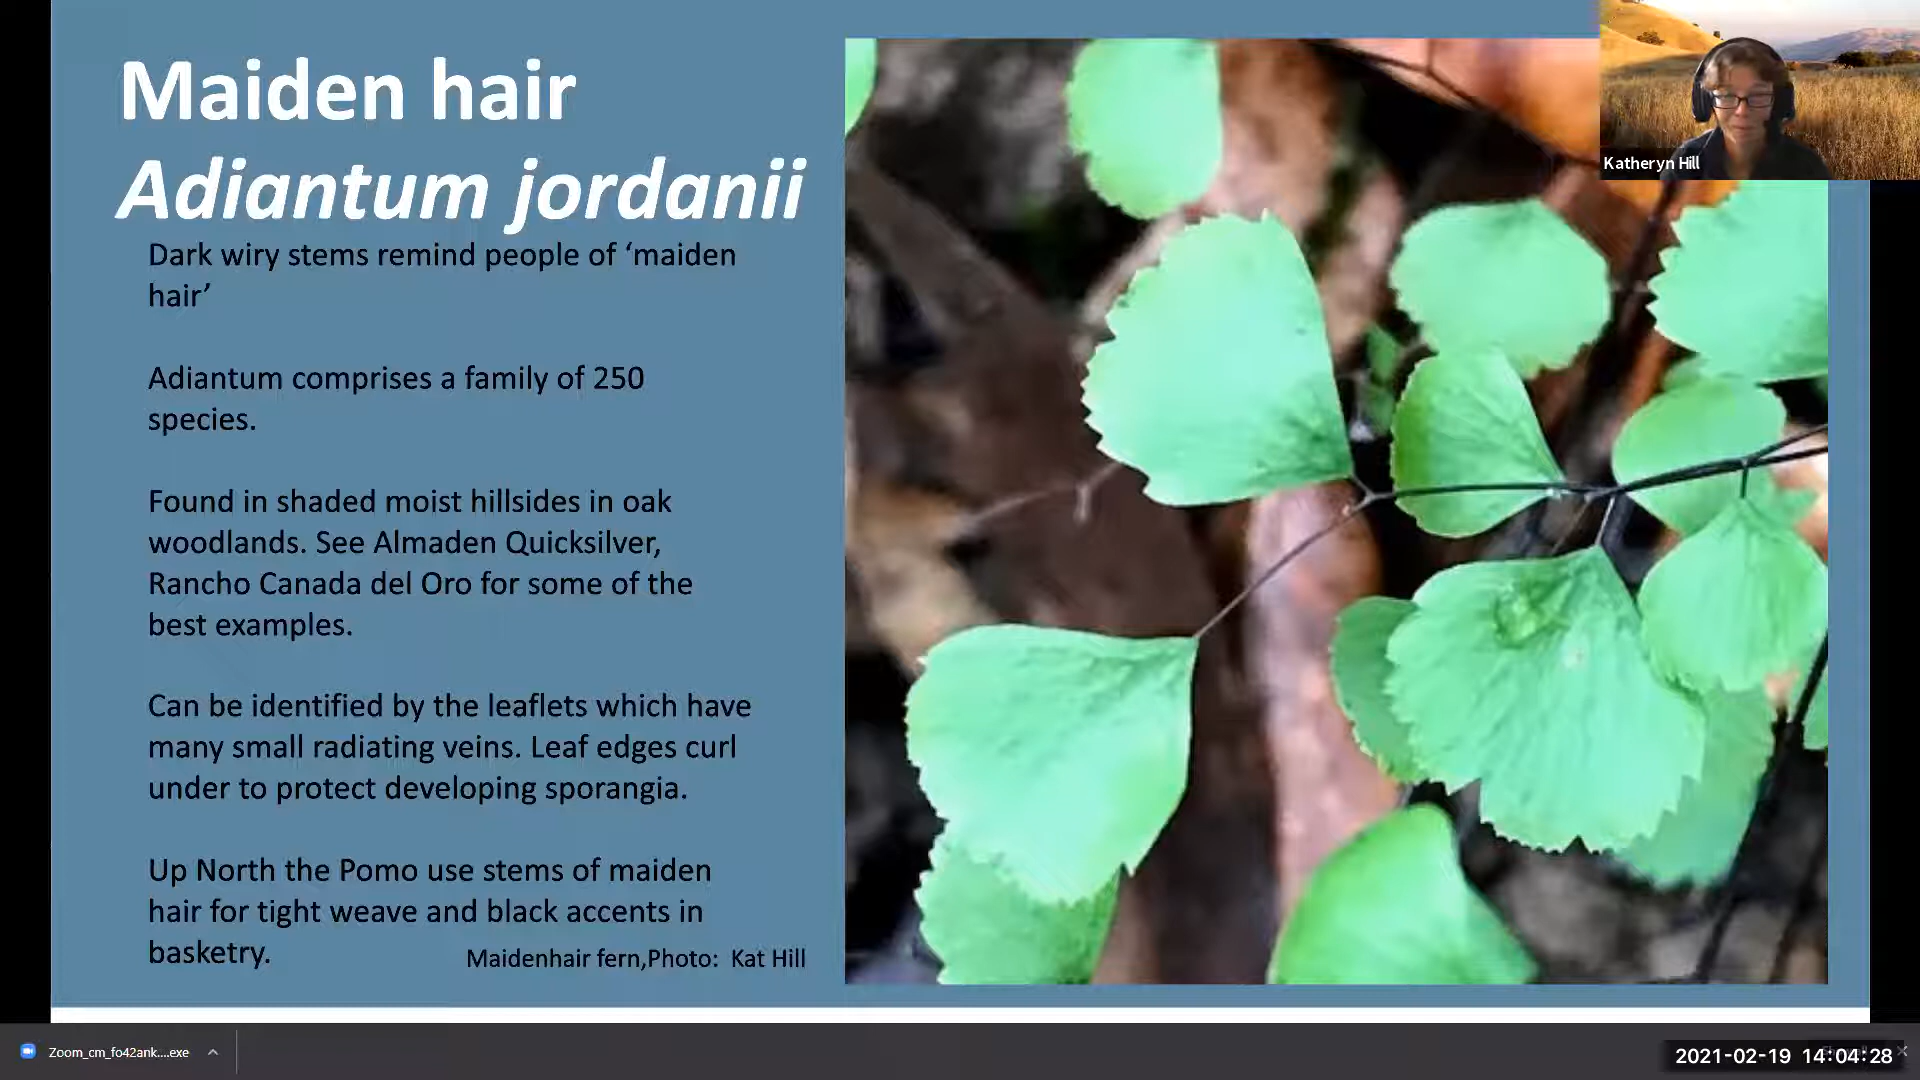 Maiden hair
Adiantum jordanii
Dark wiry stems remind people of ‘maiden
hair’
Adiantum comprises a family of 250
species.
Found in shaded moist hillsides in oak
woodlands. See Almaden Quicksilver,
Rancho Canada del Oro for some of the
best examples.
Can be identified by the leaflets which have
many small radiating veins. Leaf edges curl
under to protect developing sporangia.
Up North the Pomo use stems of maiden
hair for tight weave and black accents in
basketry.
Maidenhair fern,Photo: Kat Hill
Katheryn Hill
Zoom_cm_fo42ank....exe
2021-02-19 14:04:28